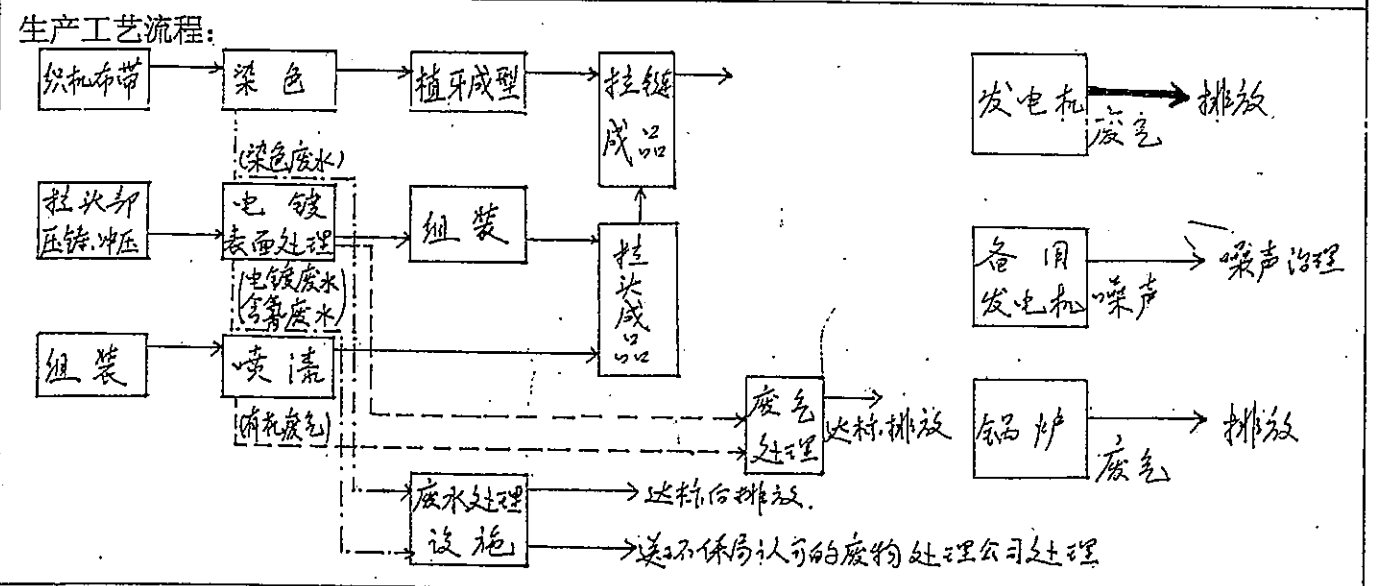 生产工艺流程：
织机布带
染色
植牙成型
拉链
成品
发电机
废气
排放
(染色废水)
拉头部
压铸、冲压
电镀
表面处理
组装
拉头成品
备用
发电机
噪声
噪声治理
(电镀废水
含氰废水)
组装
喷漆
(有机废气)
废气
处理
达标排放
锅炉
废气
排放
废水处理
设施
达标后排放.
送环保局认可的废物处理公司处理